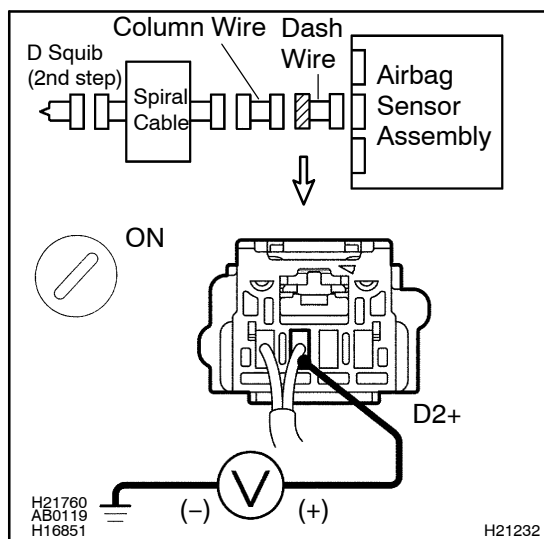 D Squib
(2nd step)
Column Wire
Dash
Wire
Spiral
Cable
Airbag
Sensor
Assembly
ON
D2+
V
(−)
(+)
H21760
AB0119
H16851
H21232